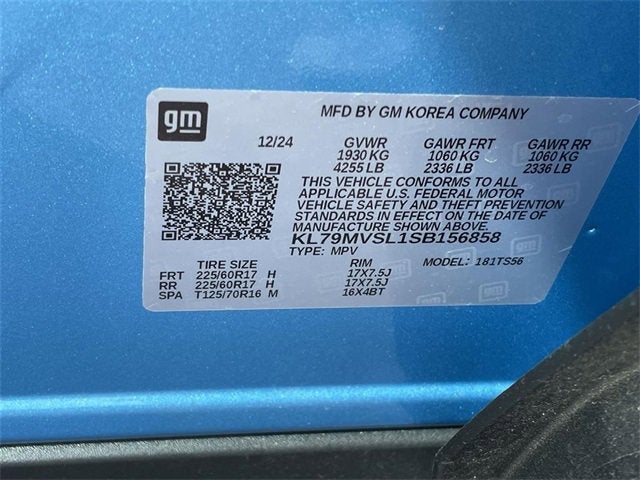 gm
MFD BY GM KOREA COMPANY
12/24 GVWR GAWR FRT GAWR RR
1930 KG 1060 KG 1060 KG
4255 LB 2336 LB 2336 LB
THIS VEHICLE CONFORMS TO ALL
APPLICABLE U.S. FEDERAL MOTOR
VEHICLE SAFETY AND THEFT PREVENTION
STANDARDS IN EFFECT ON THE DATE OF
MANUFACTURE SHOWN ABOVE.
KL79MVSL1SB156858
TYPE: MPV MODEL: 181TS56
TIRE SIZE RIM
FRT 225/60R17 H 17X7.5J
RR 225/60R17 H 17X7.5J
SPA T125/70R16 M 16X4BT